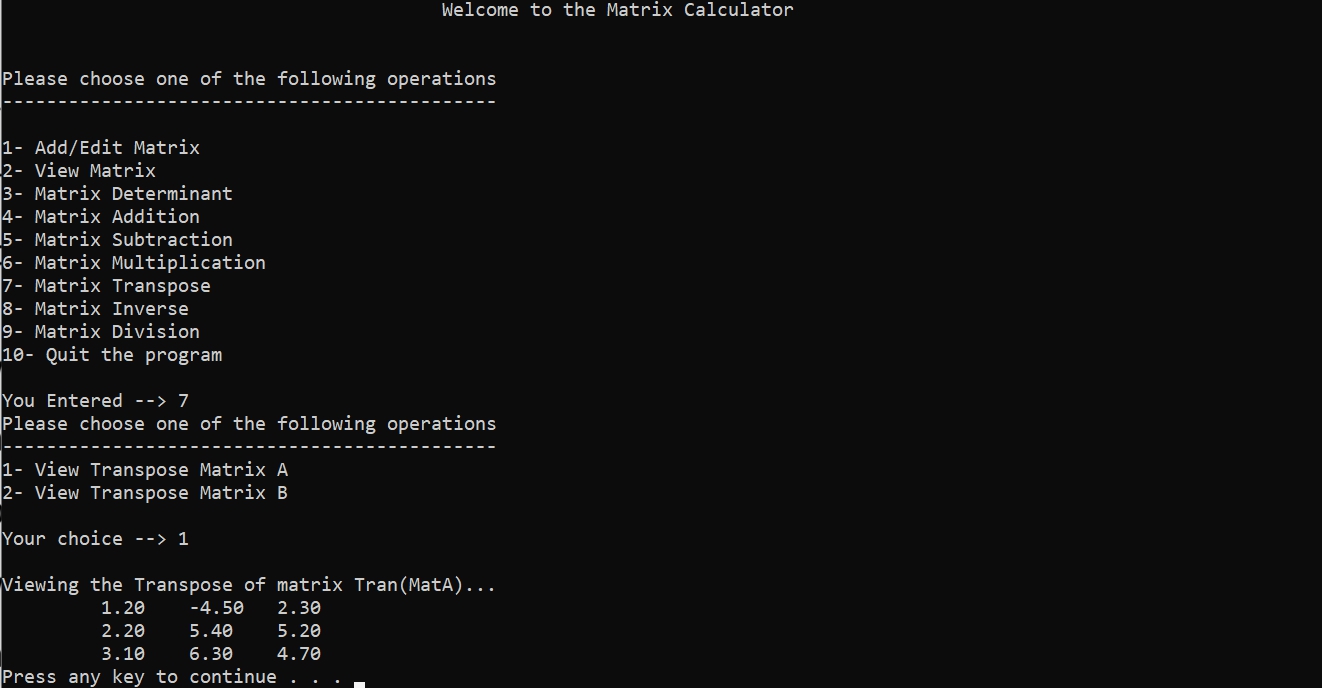 Welcome to the Matrix Calculator
Please choose one of the following operations
---------------------------------------------
1- Add/Edit Matrix
2- View Matrix
3- Matrix Determinant
4- Matrix Addition
5- Matrix Subtraction
6- Matrix Multiplication
7- Matrix Transpose
8- Matrix Inverse
9- Matrix Division
10- Quit the program
You Entered --> 7
Please choose one of the following operations
---------------------------------------------
1- View Transpose Matrix A
2- View Transpose Matrix B
Your choice --> 1
Viewing the Transpose of matrix Tran(MatA)...
1.20 -4.50 2.30
2.20 5.40 5.20
3.10 6.30 4.70
Press any key to continue . . .